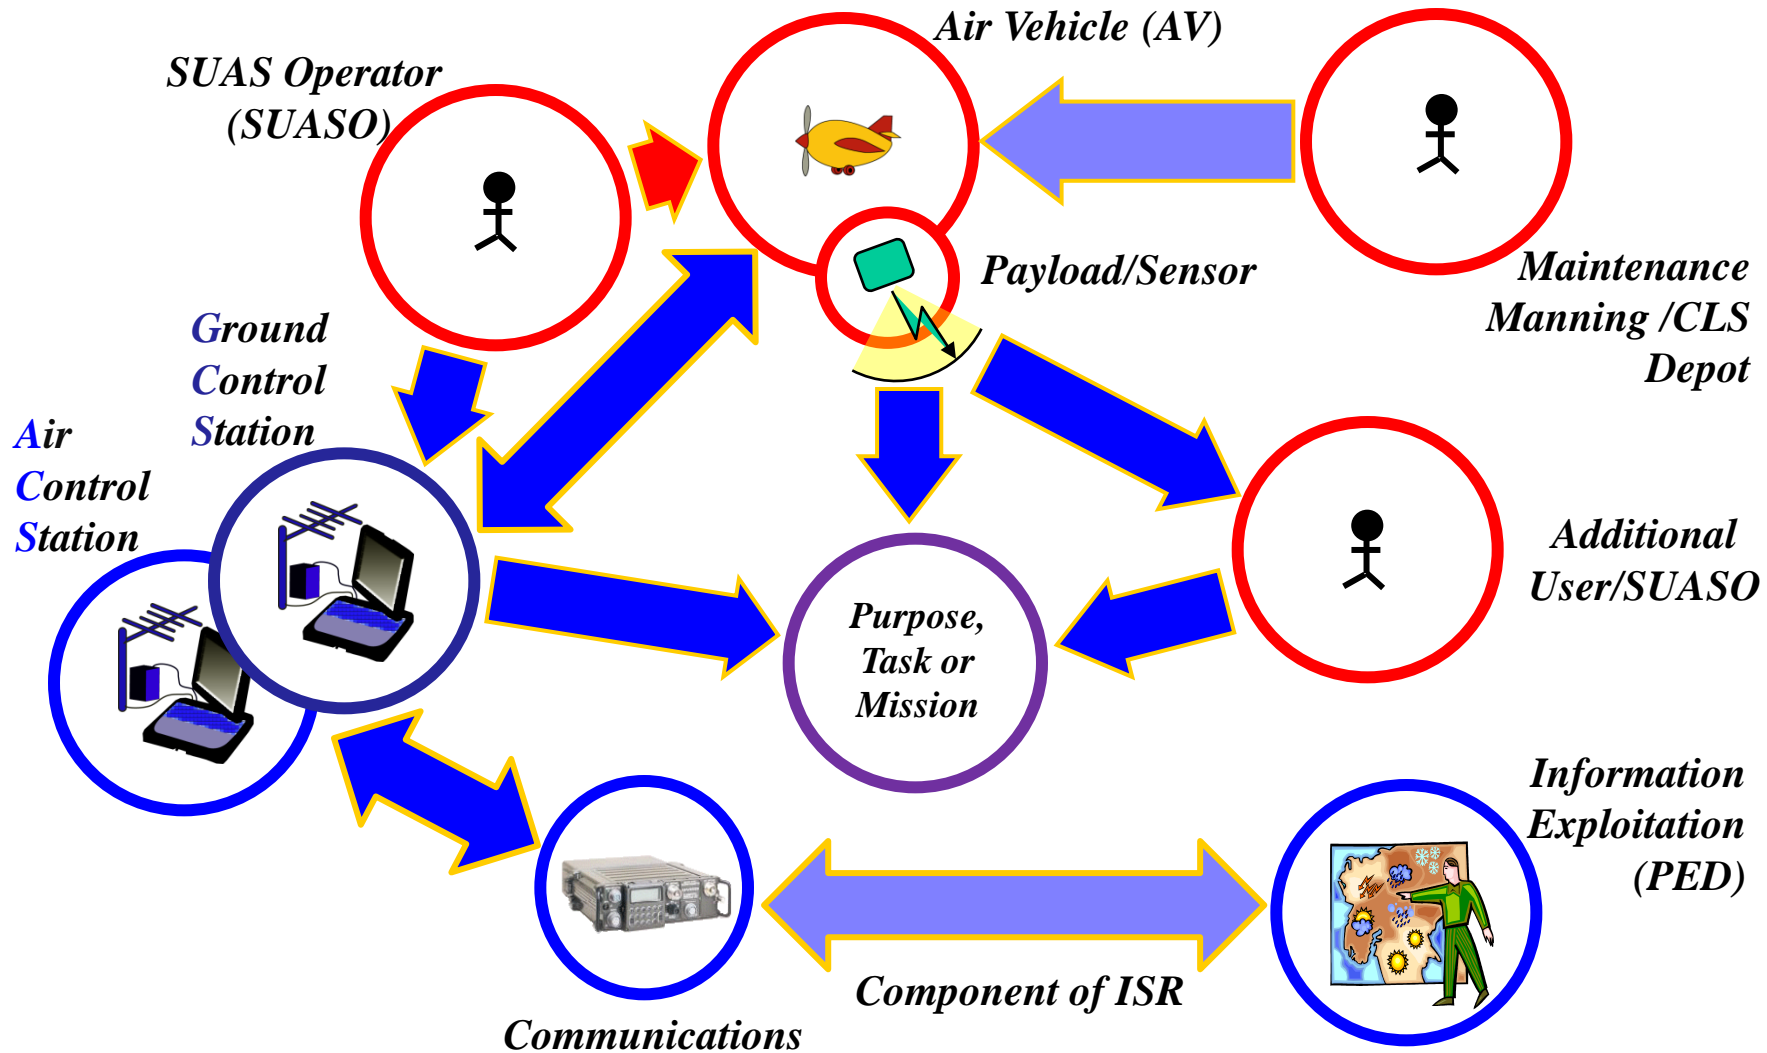 Air Vehicle (AV)
SUAS Operator
(SUASO)
Payload/Sensor
Maintenance
Manning /CLS
Depot
Ground
Control
Station
Air
Control
Station
Additional
User/SUASO
Purpose,
Task or
Mission
Information
Exploitation
(PED)
Component of ISR
Communications